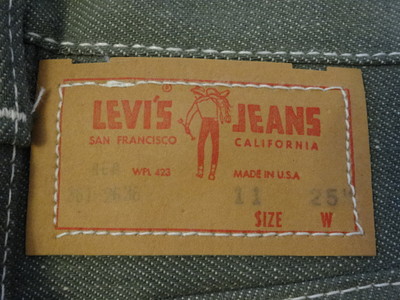 ®
LEVI'S JEANS
SAN FRANCISCO CALIFORNIA
WPL 423 MADE IN U.S.A
11 25"
SIZE W